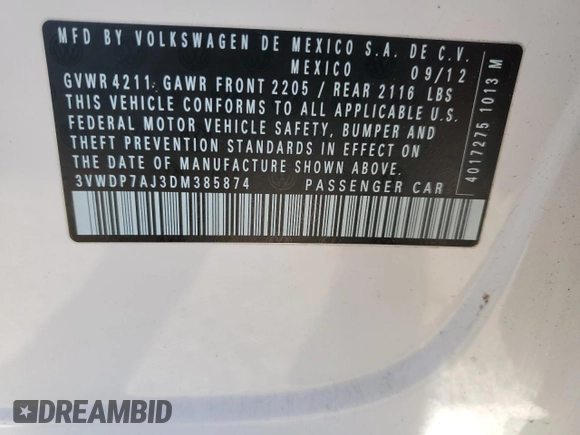 MFD BY VOLKSWAGEN DE MEXICO S.A. DE C.V.
MEXICO 09/12
GVWR 4211; GAWR FRONT 2205 / REAR 2116 LBS
THIS VEHICLE CONFORMS TO ALL APPLICABLE U.S.
FEDERAL MOTOR VEHICLE SAFETY, BUMPER AND
THEFT PREVENTION STANDARDS IN EFFECT ON
THE DATE OF MANUFACTURE SHOWN ABOVE.
3VWDP7AJ3DM385874 PASSENGER CAR
4017275 1013 M
DREAMBID